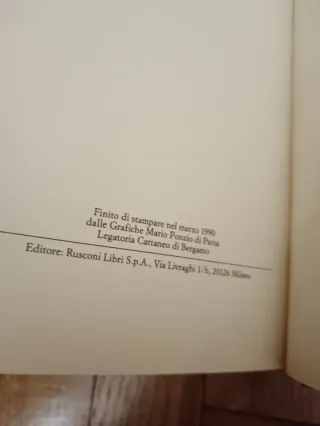 Finito di stampare nel marzo 1990
dalle Grafiche Mario Ponzio di Pavia
Legatoria Cattaneo di Bergamo
Editore: Rusconi Libri S.p.A., Via Livraghi 1/b, 20126 Milano